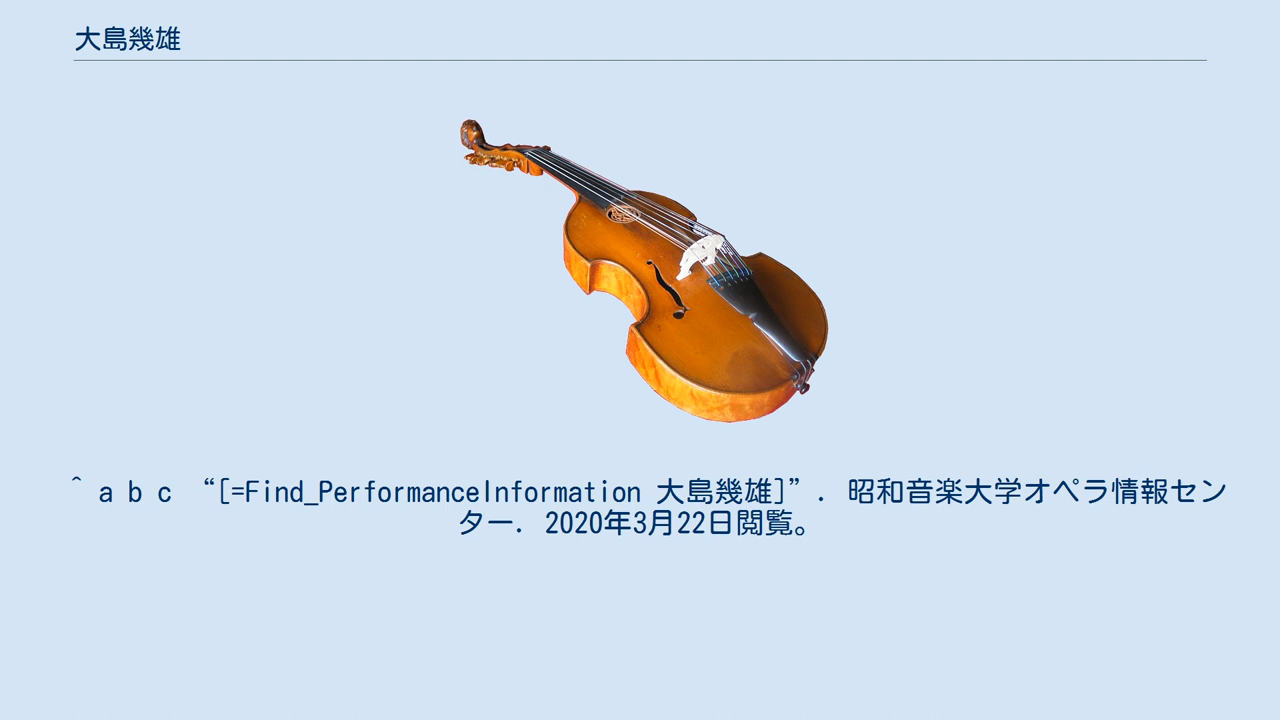 大島幾雄
^ a b c “[=Find_PerformanceInformation 大島幾雄]”. 昭和音楽大学オペラ情報セン
ター. 2020年3月22日閲覧。